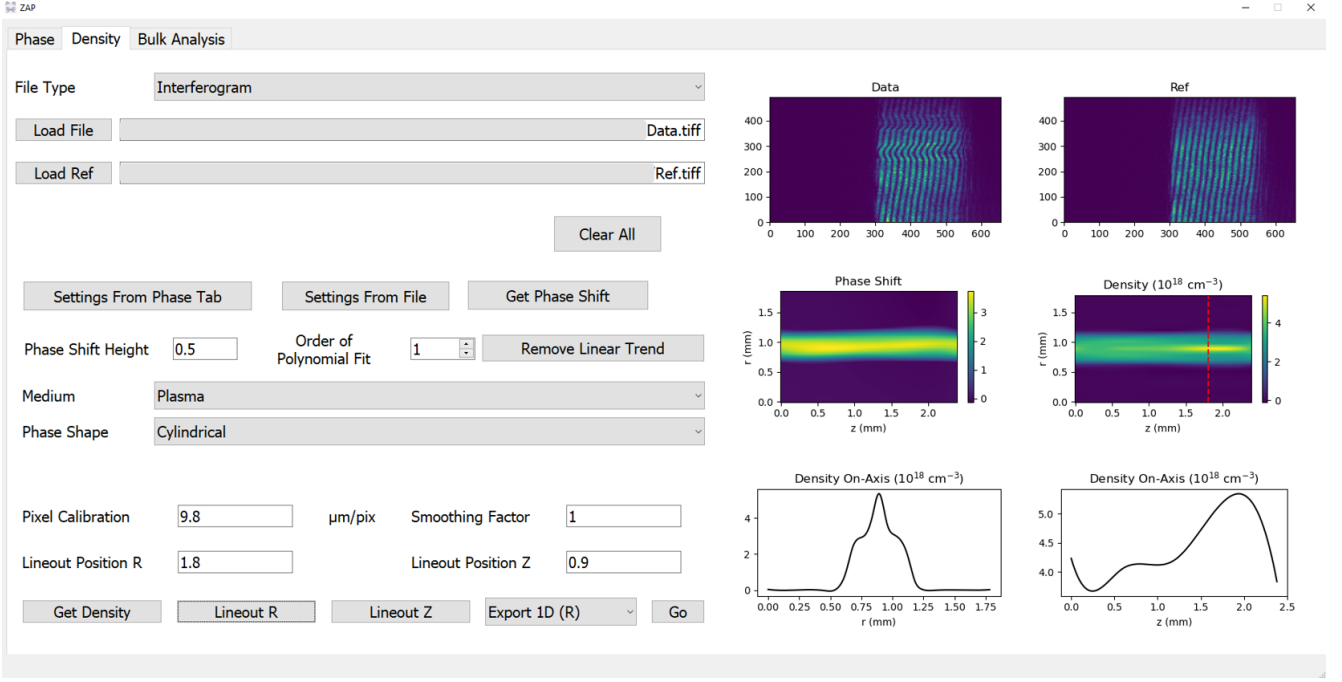 ZAP
Phase Density Bulk Analysis
File Type Interferogram
Load File Data.tiff
Load Ref Ref.tiff
Clear All
Settings From Phase Tab Settings From File Get Phase Shift
Phase Shift Height 0.5 Order of Polynomial Fit 1 Remove Linear Trend
Medium Plasma
Phase Shape Cylindrical
Pixel Calibration 9.8 µm/pix Smoothing Factor 1
Lineout Position R 1.8 Lineout Position Z 0.9
Get Density Lineout R Lineout Z Export 1D (R) Go
Data
400
300
200
100
0
0 100 200 300 400 500 600
Ref
400
300
200
100
0
0 100 200 300 400 500 600
Phase Shift
r (mm)
1.5
1.0
0.5
0.0
0.0 0.5 1.0 1.5 2.0
z (mm)
3
2
1
0
Density (10¹⁸ cm⁻³)
r (mm)
1.5
1.0
0.5
0.0
0.0 0.5 1.0 1.5 2.0
z (mm)
4
2
0
Density On-Axis (10¹⁸ cm⁻³)
4
2
0
0.00 0.25 0.50 0.75 1.00 1.25 1.50 1.75
r (mm)
Density On-Axis (10¹⁸ cm⁻³)
5.0
4.5
4.0
0.0 0.5 1.0 1.5 2.0 2.5
z (mm)